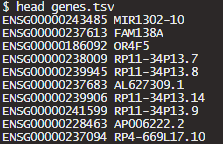 $ head genes.tsv
ENSG00000243485 MIR1302-10
ENSG00000237613 FAM138A
ENSG00000186092 OR4F5
ENSG00000238009 RP11-34P13.7
ENSG00000239945 RP11-34P13.8
ENSG00000237683 AL627309.1
ENSG00000239906 RP11-34P13.14
ENSG00000241599 RP11-34P13.9
ENSG00000228463 AP006222.2
ENSG00000237094 RP4-669L17.10